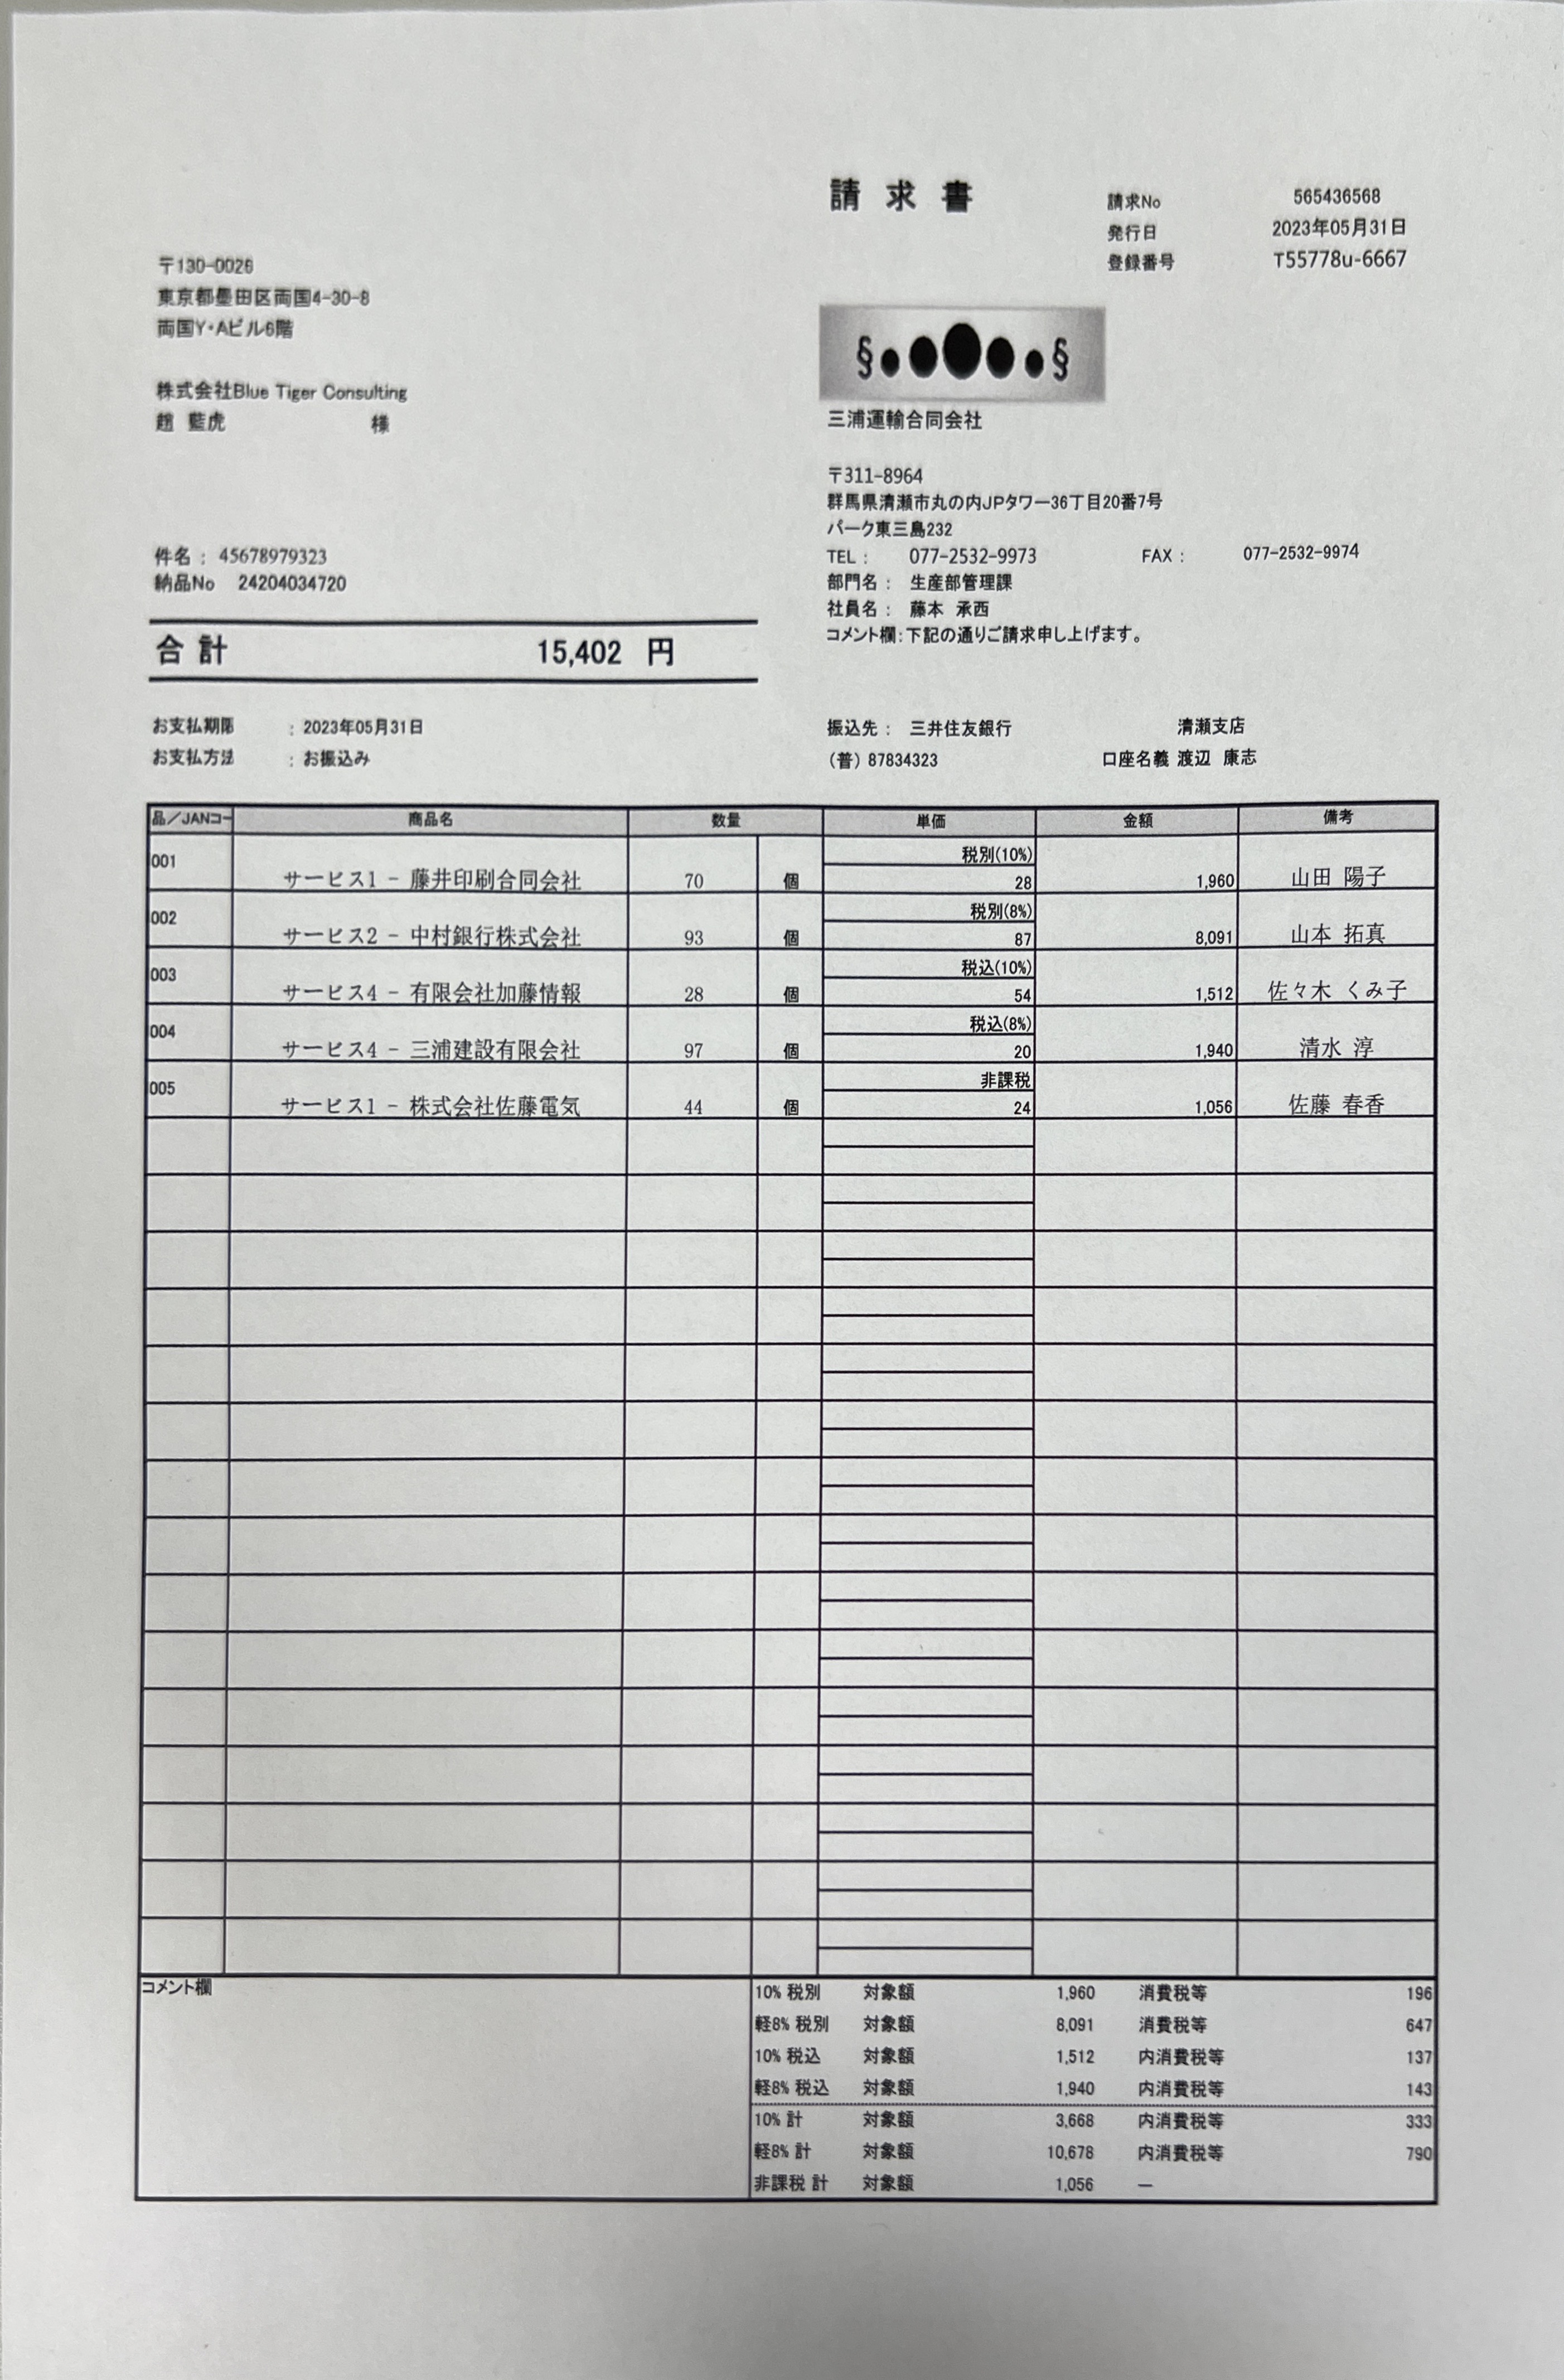 請 求 書
請求No 565436568
発行日 2023年05月31日
登録番号 T55778u-6667
〒130-0026
東京都墨田区両国4-30-8
両国Y・Aビル6階
株式会社Blue Tiger Consulting
趙 藍虎 様
§ §
三浦運輸合同会社
〒311-8964
群馬県清瀬市丸の内JPタワー36丁目20番7号
パーク東三島232
TEL： 077-2532-9973 FAX： 077-2532-9974
部門名： 生産部管理課
社員名： 藤本 承西
コメント欄：下記の通りご請求申し上げます。
件名： 45678979323
納品No 24204034720
合 計 15,402 円
お支払期限 ： 2023年05月31日
お支払方法 ： お振込み
振込先： 三井住友銀行 清瀬支店
（普） 87834323 口座名義 渡辺 康志
品／JANコー 商品名 数量 単価 金額 備考
001 サービス1 - 藤井印刷合同会社 70 個 税別(10%) 28 1,960 山田 陽子
002 サービス2 - 中村銀行株式会社 93 個 税別(8%) 87 8,091 山本 拓真
003 サービス4 - 有限会社加藤情報 28 個 税込(10%) 54 1,512 佐々木 くみ子
004 サービス4 - 三浦建設有限会社 97 個 税込(8%) 20 1,940 清水 淳
005 サービス1 - 株式会社佐藤電気 44 個 非課税 24 1,056 佐藤 春香
コメント欄
10% 税別 対象額 1,960 消費税等 196
軽8% 税別 対象額 8,091 消費税等 647
10% 税込 対象額 1,512 内消費税等 137
軽8% 税込 対象額 1,940 内消費税等 143
10% 計 対象額 3,668 内消費税等 333
軽8% 計 対象額 10,678 内消費税等 790
非課税 計 対象額 1,056 ―